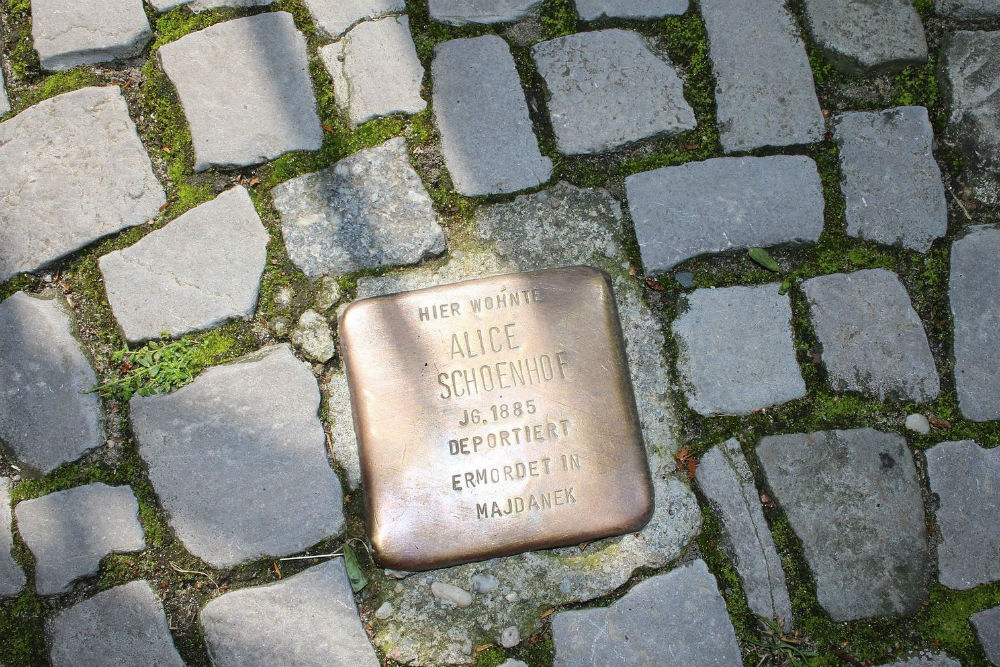 HIER WOHNTE
ALICE
SCHOENHOF
JG. 1885
DEPORTIERT
ERMORDET IN
MAJDANEK